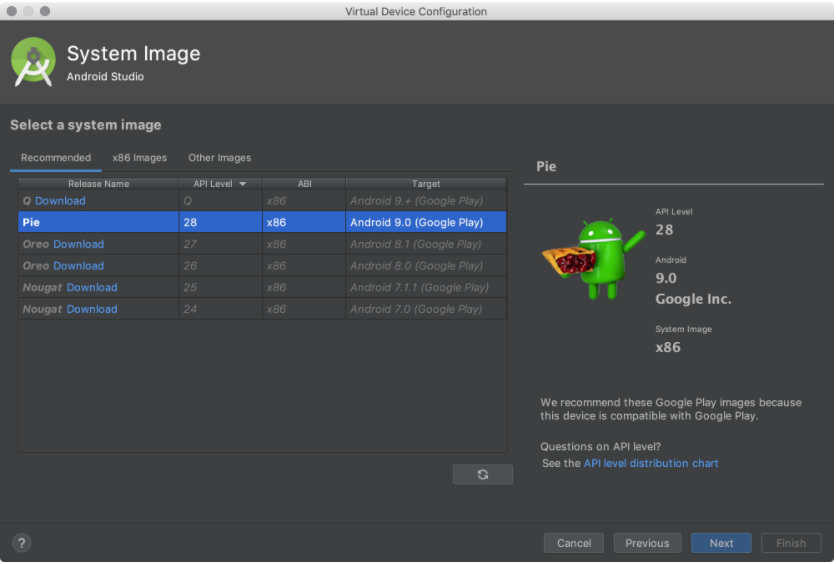 Virtual Device Configuration
System Image
Android Studio
Select a system image
Recommended x86 Images Other Images
Release Name API Level ABI Target
Q Download Q x86 Android 9.+ (Google Play)
Pie 28 x86 Android 9.0 (Google Play)
Oreo Download 27 x86 Android 8.1 (Google Play)
Oreo Download 26 x86 Android 8.0 (Google Play)
Nougat Download 25 x86 Android 7.1.1 (Google Play)
Nougat Download 24 x86 Android 7.0 (Google Play)
Pie
API Level
28
Android
9.0
Google Inc.
System Image
x86
We recommend these Google Play images because
this device is compatible with Google Play.
Questions on API level?
See the API level distribution chart
? Cancel Previous Next Finish